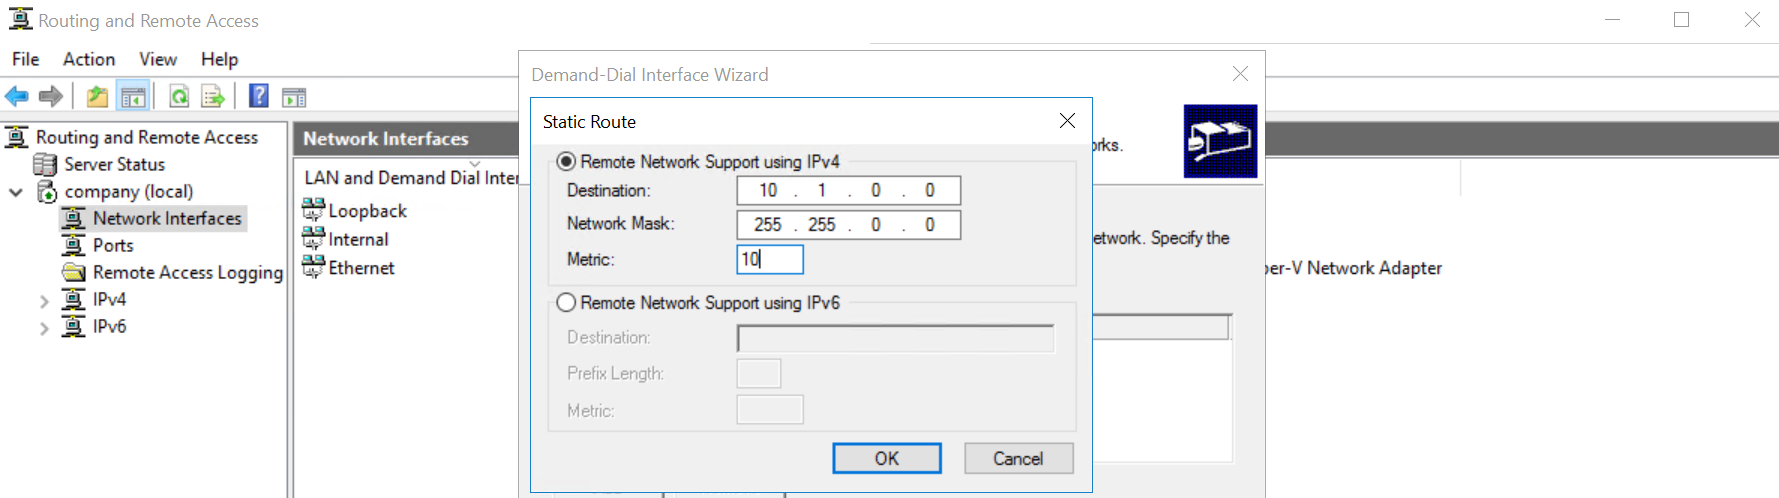 Routing and Remote Access
File Action View Help
Demand-Dial Interface Wizard
Routing and Remote Access
Server Status
company (local)
Network Interfaces
Ports
Remote Access Logging
IPv4
IPv6
Network Interfaces
LAN and Demand Dial Inter
Loopback
Internal
Ethernet
Static Route
Remote Network Support using IPv4
Destination: 10 . 1 . 0 . 0
Network Mask: 255 . 255 . 0 . 0
Metric: 10
Remote Network Support using IPv6
Destination:
Prefix Length:
Metric:
OK Cancel
orks.
etwork. Specify the
per-V Network Adapter